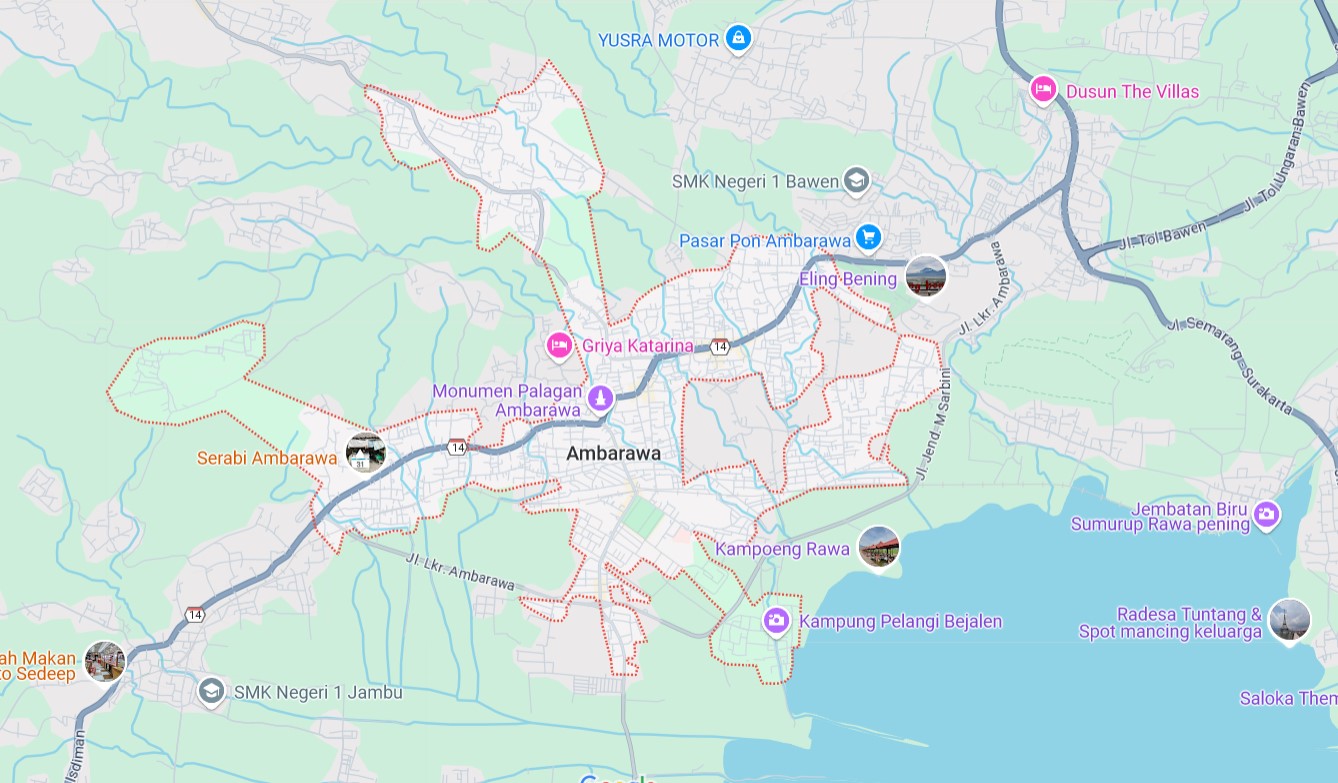 YUSRA MOTOR
Dusun The Villas
Jl. Tol Ungaran Bawen
SMK Negeri 1 Bawen
Pasar Pon Ambarawa
Jl. Tol Bawen
Eling Bening
Jl. Lkr. Ambarawa
Jl. Semarang Surakarta
Griya Katarina
14
Monumen Palagan
Ambarawa
Jl. Jend. M Sarbini
14
Ambarawa
Serabi Ambarawa
31
Jembatan Biru
Sumurup Rawa pening
Kampoeng Rawa
Jl. Lkr. Ambarawa
14
Kampung Pelangi Bejalen
Radesa Tuntang &
Spot mancing keluarga
ah Makan
to Sedeep
SMK Negeri 1 Jambu
Saloka Them
lsdiman
Google